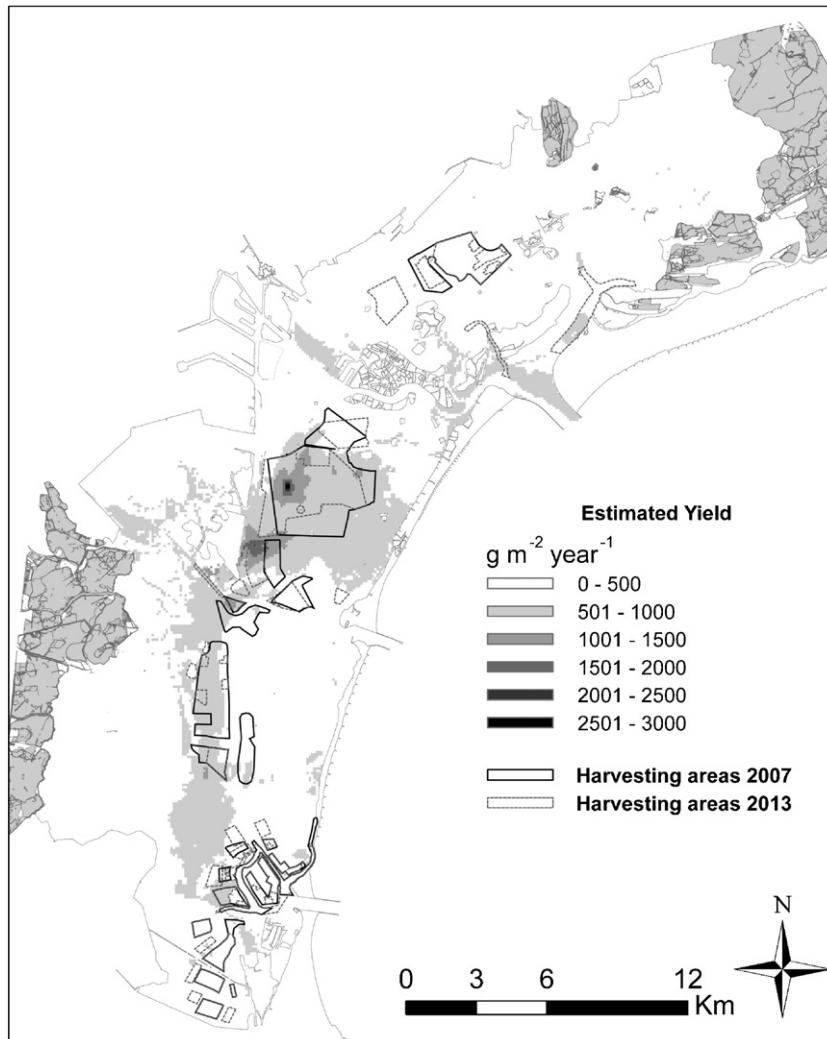 Estimated Yield
g m⁻² year⁻¹
0 - 500
501 - 1000
1001 - 1500
1501 - 2000
2001 - 2500
2501 - 3000
Harvesting areas 2007
Harvesting areas 2013
N
0 3 6 12
Km